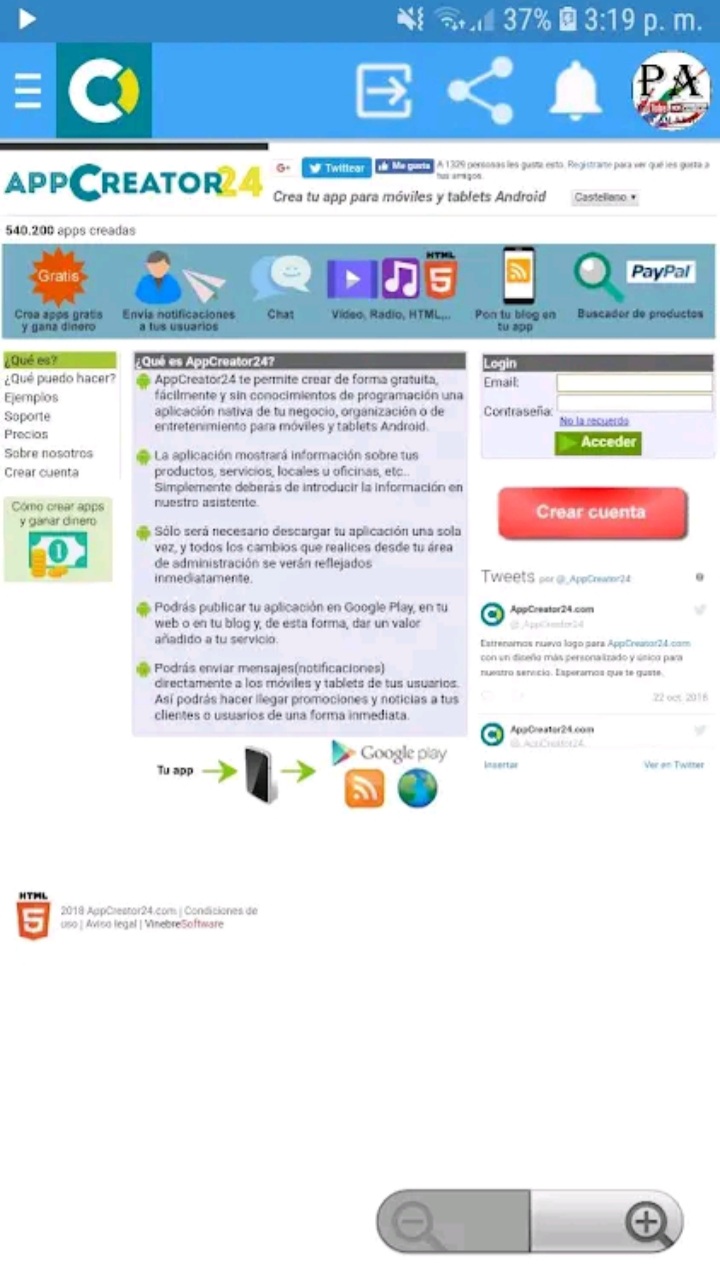 37% 3:19 p. m.
PA
APPCREATOR24
G+ Twittear Me gusta A 1329 personas les gusta esto. Regístrate para ver qué les gusta a
tus amigos.
Crea tu app para móviles y tablets Android Castellano
540.200 apps creadas
Gratis
HTML
5
PayPal
Crea apps gratis
y gana dinero
Envía notificaciones
a tus usuarios
Chat
Vídeo, Radio, HTML,...
Pon tu blog en
tu app
Buscador de productos
¿Qué es?
¿Qué puedo hacer?
Ejemplos
Soporte
Precios
Sobre nosotros
Crear cuenta
Cómo crear apps
y ganar dinero
1
¿Qué es AppCreator24?
AppCreator24 te permite crear de forma gratuita,
fácilmente y sin conocimientos de programación una
aplicación nativa de tu negocio, organización o de
entretenimiento para móviles y tablets Android.
La aplicación mostrará información sobre tus
productos, servicios, locales u oficinas, etc..
Simplemente deberás de introducir la información en
nuestro asistente.
Sólo será necesario descargar tu aplicación una sola
vez, y todos los cambios que realices desde tu área
de administración se verán reflejados
inmediatamente.
Podrás publicar tu aplicación en Google Play, en tu
web o en tu blog y, de esta forma, dar un valor
añadido a tu servicio.
Podrás enviar mensajes(notificaciones)
directamente a los móviles y tablets de tus usuarios.
Así podrás hacer llegar promociones y noticias a tus
clientes o usuarios de una forma inmediata.
Tu app
Google play
Login
Email:
Contraseña:
No la recuerdo
Acceder
Crear cuenta
Tweets por @_AppCreator24
AppCreator24.com
@_AppCreator24
Estrenamos nuevo logo para AppCreator24.com
con un diseño más personalizado y único para
nuestro servicio. Esperamos que te guste.
22 oct. 2016
AppCreator24.com
@_AppCreator24
Insertar Ver en Twitter
HTML
5
2018 AppCreator24.com | Condiciones de
uso | Aviso legal | VinebreSoftware